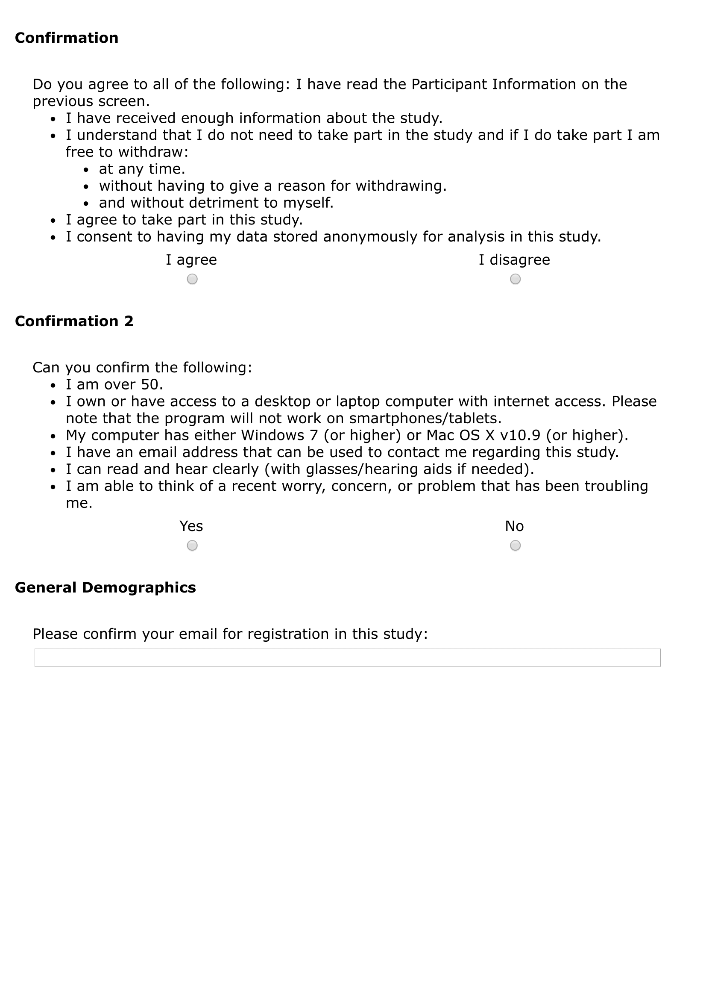 Confirmation
Do you agree to all of the following: I have read the Participant Information on the
previous screen.
• I have received enough information about the study.
• I understand that I do not need to take part in the study and if I do take part I am
free to withdraw:
• at any time.
• without having to give a reason for withdrawing.
• and without detriment to myself.
• I agree to take part in this study.
• I consent to having my data stored anonymously for analysis in this study.
I agree I disagree
Confirmation 2
Can you confirm the following:
• I am over 50.
• I own or have access to a desktop or laptop computer with internet access. Please
note that the program will not work on smartphones/tablets.
• My computer has either Windows 7 (or higher) or Mac OS X v10.9 (or higher).
• I have an email address that can be used to contact me regarding this study.
• I can read and hear clearly (with glasses/hearing aids if needed).
• I am able to think of a recent worry, concern, or problem that has been troubling
me.
Yes No
General Demographics
Please confirm your email for registration in this study: